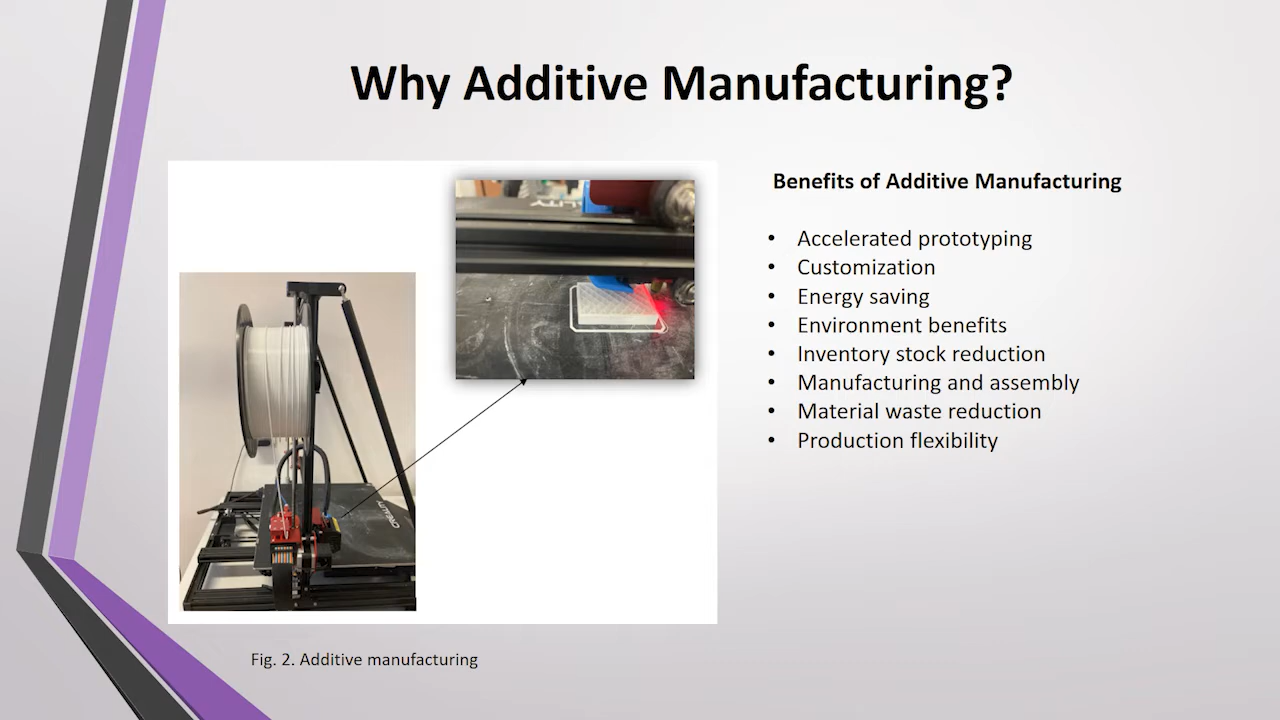 Why Additive Manufacturing?
Benefits of Additive Manufacturing
• Accelerated prototyping
• Customization
• Energy saving
• Environment benefits
• Inventory stock reduction
• Manufacturing and assembly
• Material waste reduction
• Production flexibility
CREALITY
Fig. 2. Additive manufacturing